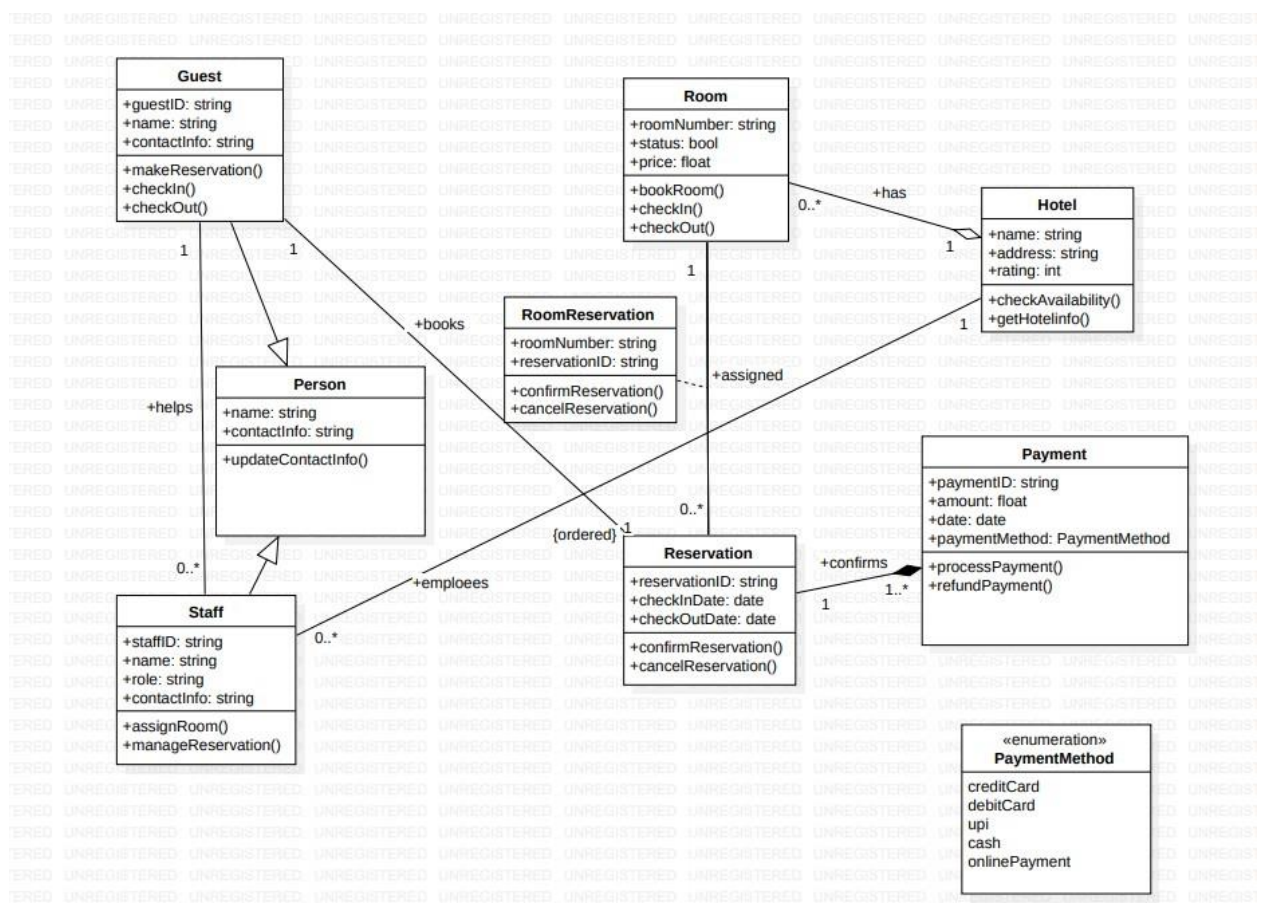 Guest
+guestID: string
+name: string
+contactInfo: string
+makeReservation()
+checkIn()
+checkOut()
Room
+roomNumber: string
+status: bool
+price: float
+bookRoom()
+checkIn()
+checkOut()
0..*
+has
1
Hotel
+name: string
+address: string
+rating: int
+checkAvailability()
+getHotelinfo()
1
1
1
1
RoomReservation
+roomNumber: string
+reservationID: string
+confirmReservation()
+cancelReservation()
+books
+assigned
+helps
Person
+name: string
+contactInfo: string
+updateContactInfo()
Payment
+paymentID: string
+amount: float
+date: date
+paymentMethod: PaymentMethod
+processPayment()
+refundPayment()
0..*
{ordered}
1
0..*
+emploees
0..*
Staff
+staffID: string
+name: string
+role: string
+contactInfo: string
+assignRoom()
+manageReservation()
Reservation
+reservationID: string
+checkInDate: date
+checkOutDate: date
+confirmReservation()
+cancelReservation()
+confirms
1
1..*
«enumeration»
PaymentMethod
creditCard
debitCard
upi
cash
onlinePayment
UNREGISTERED